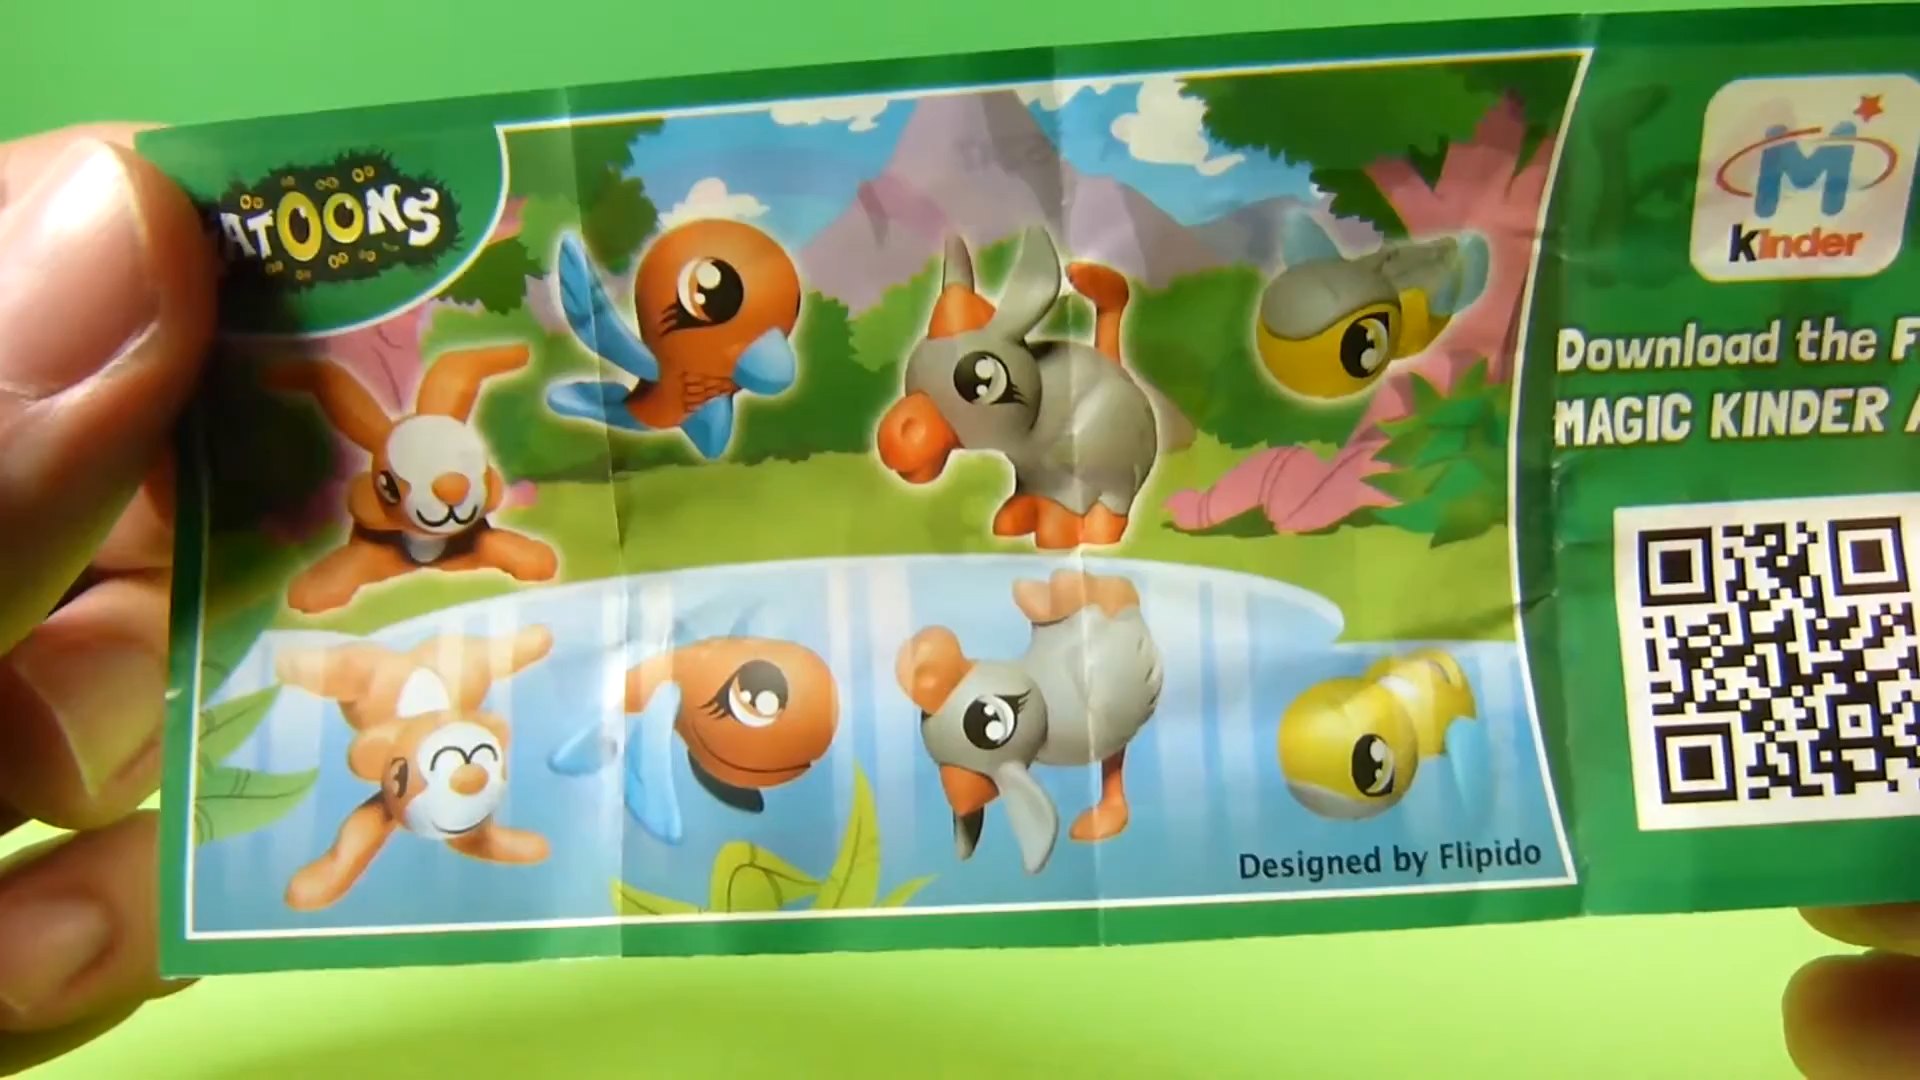 ATOONS
M
Kinder
Download the F
MAGIC KINDER A
Designed by Flipido